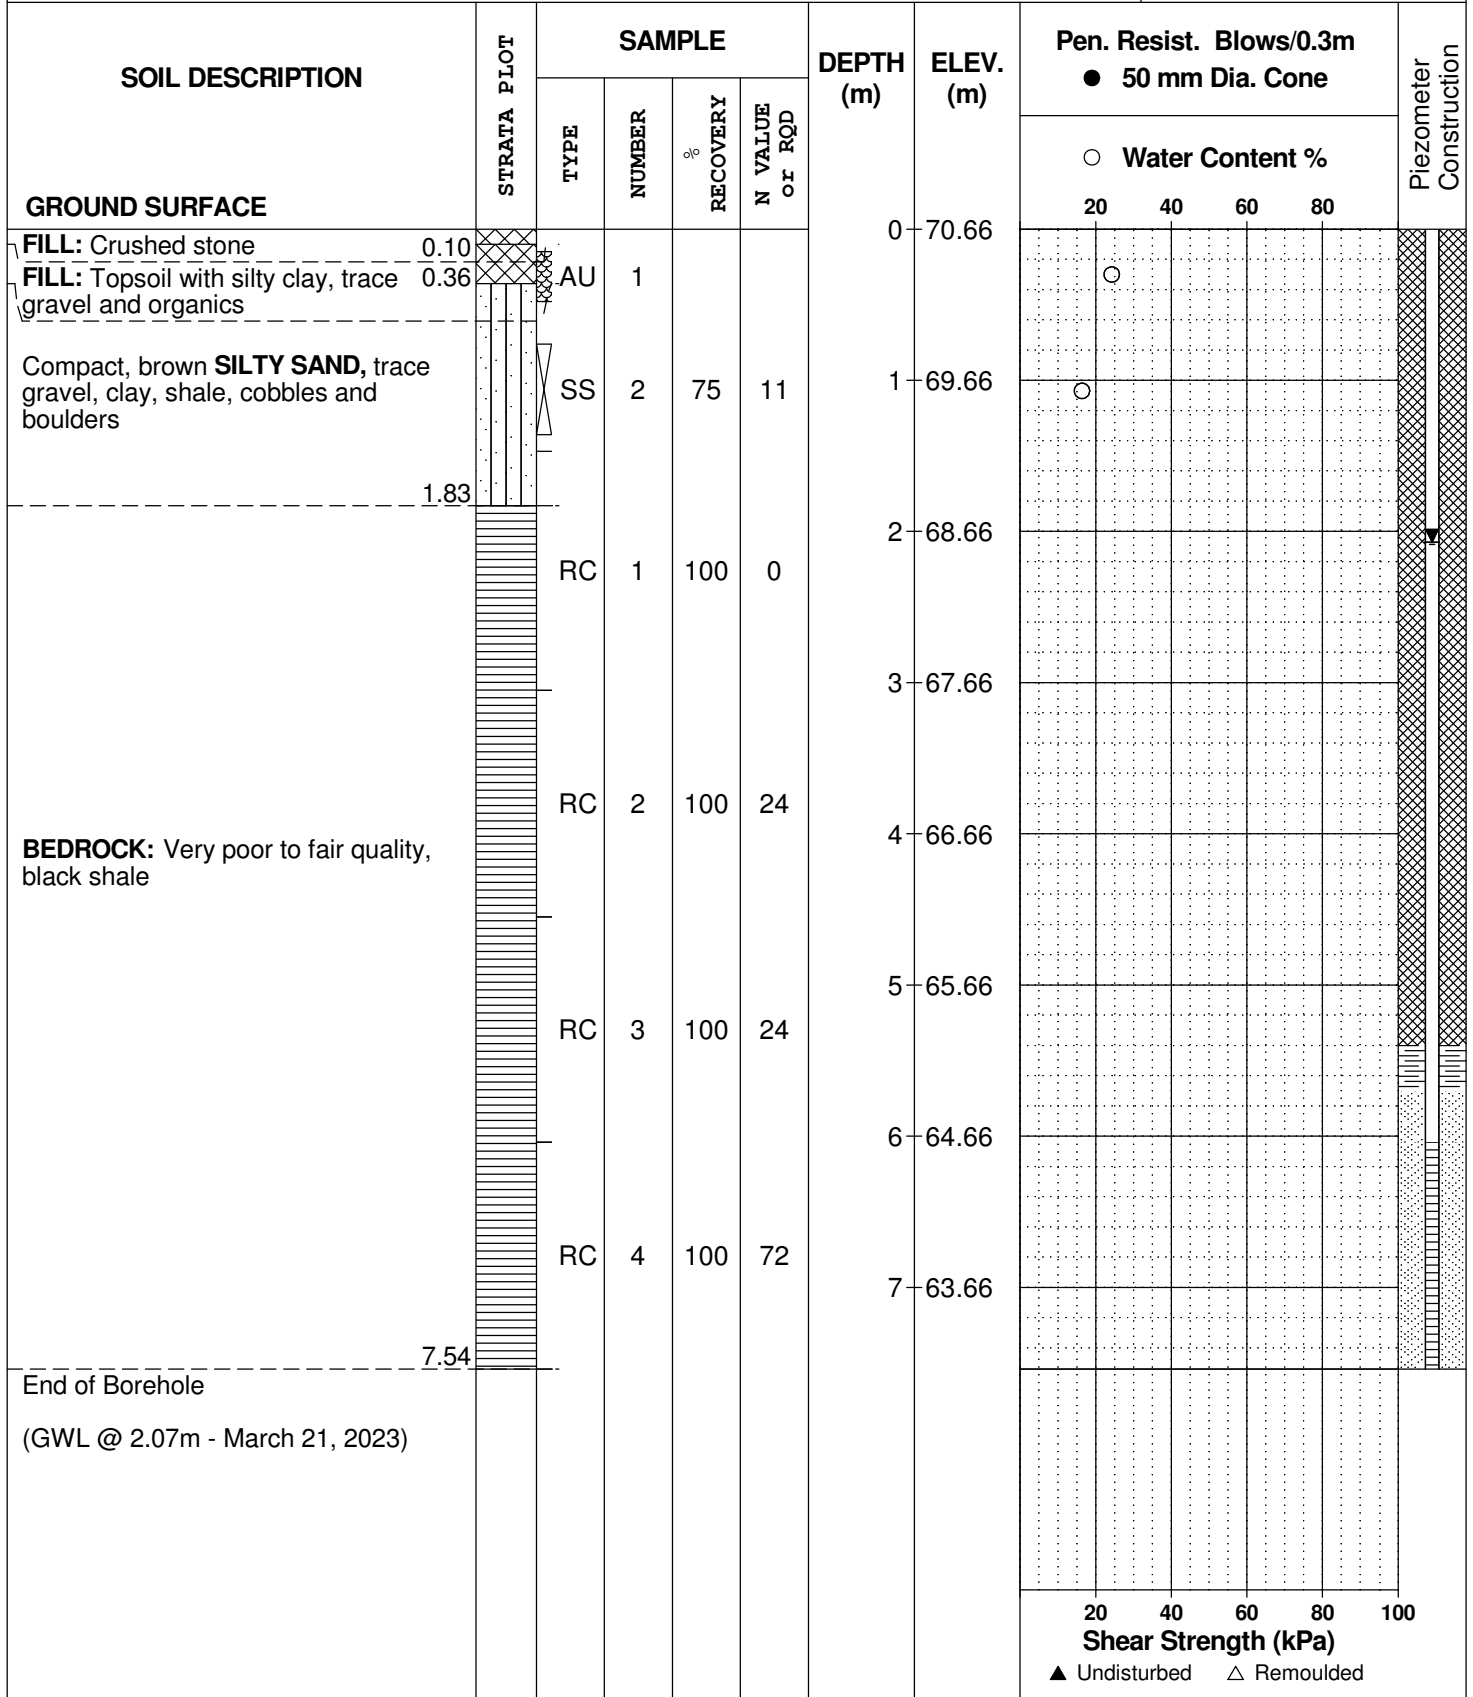 SOIL DESCRIPTION
GROUND SURFACE
STRATA PLOT
SAMPLE
TYPE
NUMBER
% RECOVERY
N VALUE or RQD
DEPTH (m)
ELEV. (m)
Pen. Resist. Blows/0.3m
● 50 mm Dia. Cone
○ Water Content %
20 40 60 80
Piezometer Construction
0 70.66
FILL: Crushed stone 0.10
FILL: Topsoil with silty clay, trace 0.36
gravel and organics
AU 1
Compact, brown SILTY SAND, trace
gravel, clay, shale, cobbles and
boulders
SS 2 75 11
1 69.66
1.83
2 68.66
RC 1 100 0
3 67.66
RC 2 100 24
4 66.66
BEDROCK: Very poor to fair quality,
black shale
5 65.66
RC 3 100 24
6 64.66
RC 4 100 72
7 63.66
7.54
End of Borehole
(GWL @ 2.07m - March 21, 2023)
20 40 60 80 100
Shear Strength (kPa)
▲ Undisturbed △ Remoulded